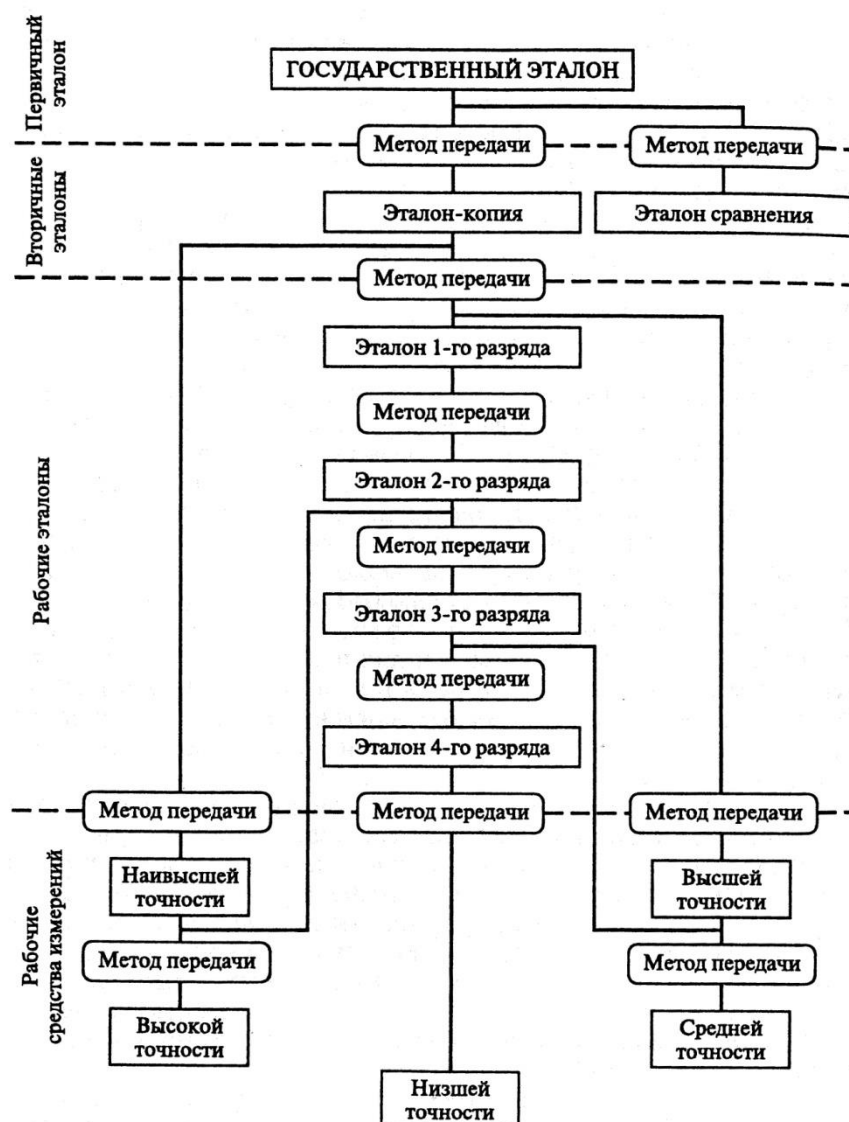 Первичный
эталон
ГОСУДАРСТВЕННЫЙ ЭТАЛОН
Метод передачи
Метод передачи
Вторичные
эталоны
Эталон-копия
Эталон сравнения
Метод передачи
Рабочие эталоны
Эталон 1-го разряда
Метод передачи
Эталон 2-го разряда
Метод передачи
Эталон 3-го разряда
Метод передачи
Эталон 4-го разряда
Метод передачи
Метод передачи
Метод передачи
Рабочие
средства измерений
Наивысшей
точности
Высшей
точности
Метод передачи
Метод передачи
Высокой
точности
Средней
точности
Низшей
точности